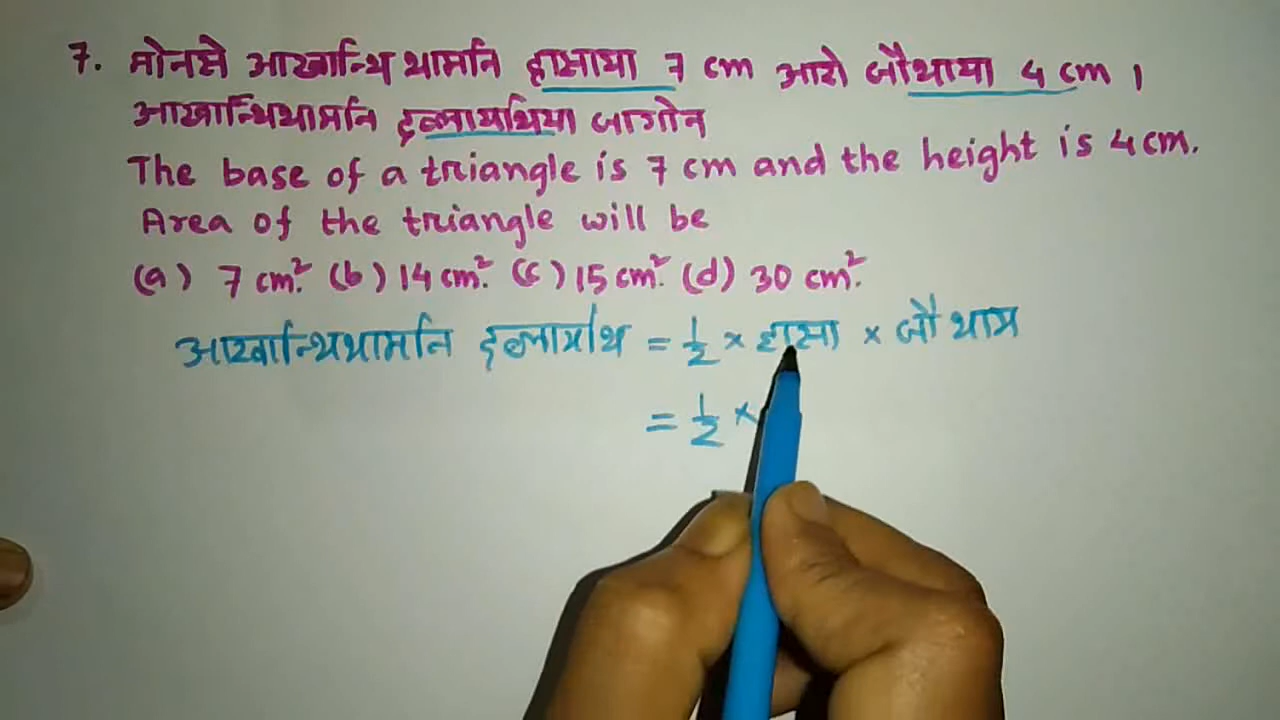 7. मोनसे आखान्थि थामनि हासाया 7 cm आरो जौथाया 4 cm ।
आखान्थिथामनि दब्लायथिया जागोन
The base of a triangle is 7 cm and the height is 4 cm.
Area of the triangle will be
(a) 7 cm². (b) 14 cm². (c) 15 cm². (d) 30 cm².
आखान्थिथामनि दब्लायथि = 1/2 × हासा × जौ थाय
= 1/2 ×